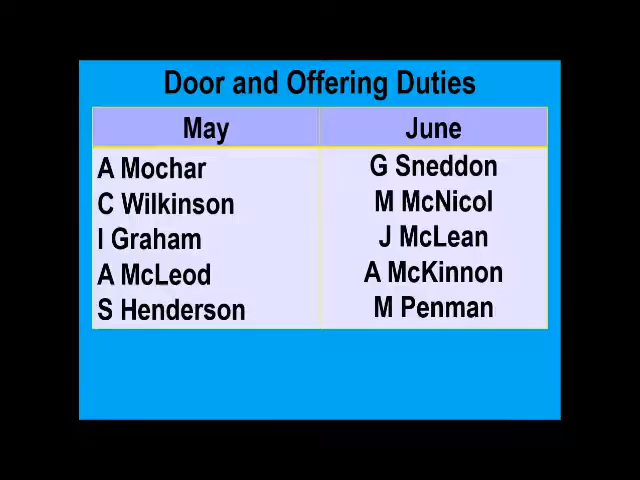 Door and Offering Duties
May June
A Mochar G Sneddon
C Wilkinson M McNicol
I Graham J McLean
A McLeod A McKinnon
S Henderson M Penman